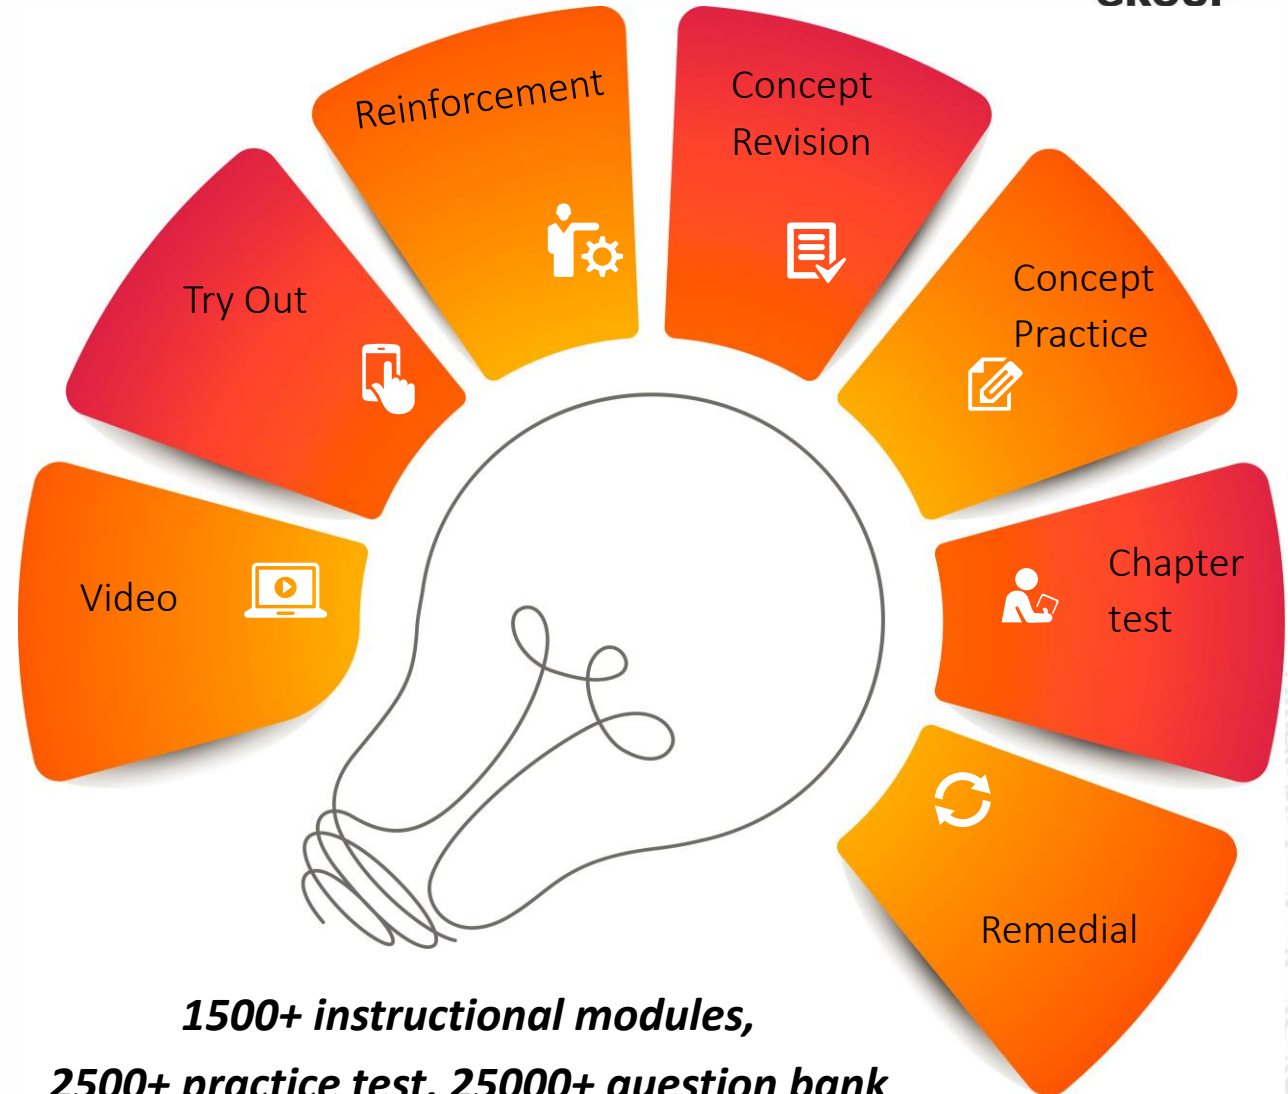 GROUP
Reinforcement
Concept
Revision
Try Out
Concept
Practice
Video
Chapter
test
Remedial
1500+ instructional modules,
2500+ practice test, 25000+ question bank